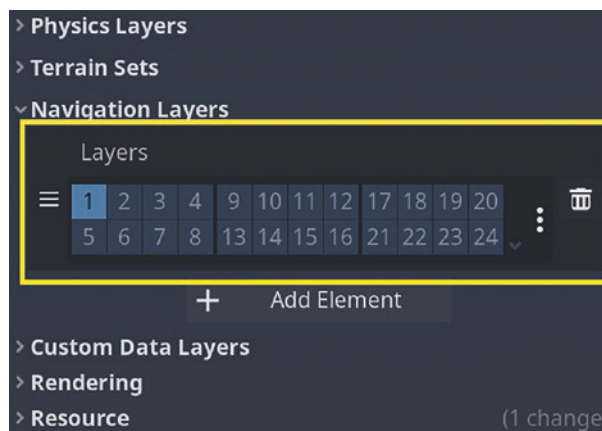 Physics Layers
Terrain Sets
Navigation Layers
Layers
1 2 3 4 9 10 11 12 17 18 19 20
5 6 7 8 13 14 15 16 21 22 23 24
+ Add Element
Custom Data Layers
Rendering
Resource (1 change